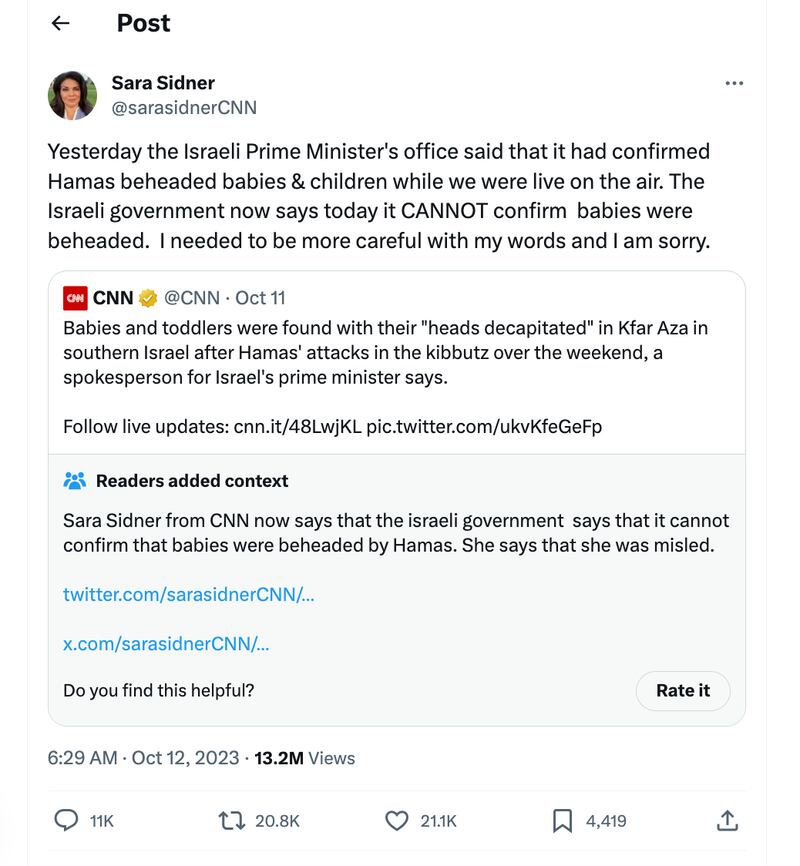 Post
Sara Sidner
@sarasidnerCNN
Yesterday the Israeli Prime Minister's office said that it had confirmed
Hamas beheaded babies & children while we were live on the air. The
Israeli government now says today it CANNOT confirm  babies were
beheaded.  I needed to be more careful with my words and I am sorry.
CNN CNN @CNN · Oct 11
Babies and toddlers were found with their "heads decapitated" in Kfar Aza in
southern Israel after Hamas' attacks in the kibbutz over the weekend, a
spokesperson for Israel's prime minister says.
Follow live updates: cnn.it/48LwjKL pic.twitter.com/ukvKfeGeFp
Readers added context
Sara Sidner from CNN now says that the israeli government  says that it cannot
confirm that babies were beheaded by Hamas. She says that she was misled.
twitter.com/sarasidnerCNN/...
x.com/sarasidnerCNN/...
Do you find this helpful?
Rate it
6:29 AM · Oct 12, 2023 · 13.2M Views
11K 20.8K 21.1K 4,419